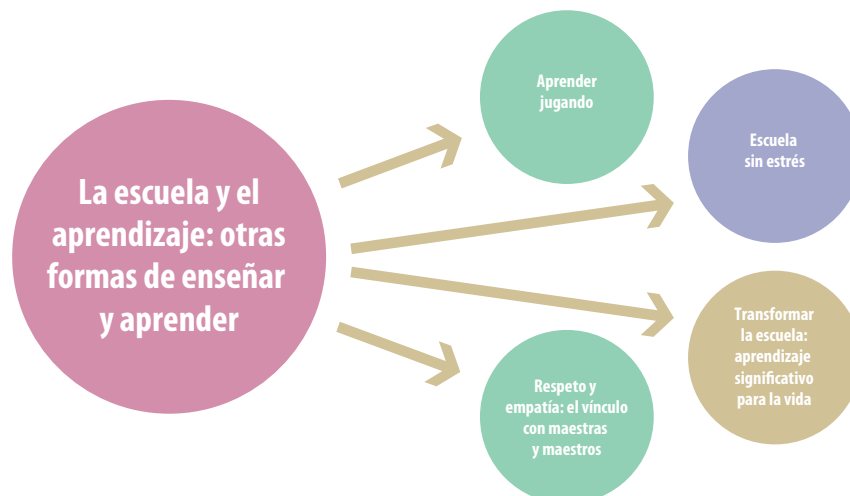 La escuela y el
aprendizaje: otras
formas de enseñar
y aprender
Aprender
jugando
Escuela
sin estrés
Transformar
la escuela:
aprendizaje
significativo
para la vida
Respeto y
empatía: el vínculo
con maestras
y maestros